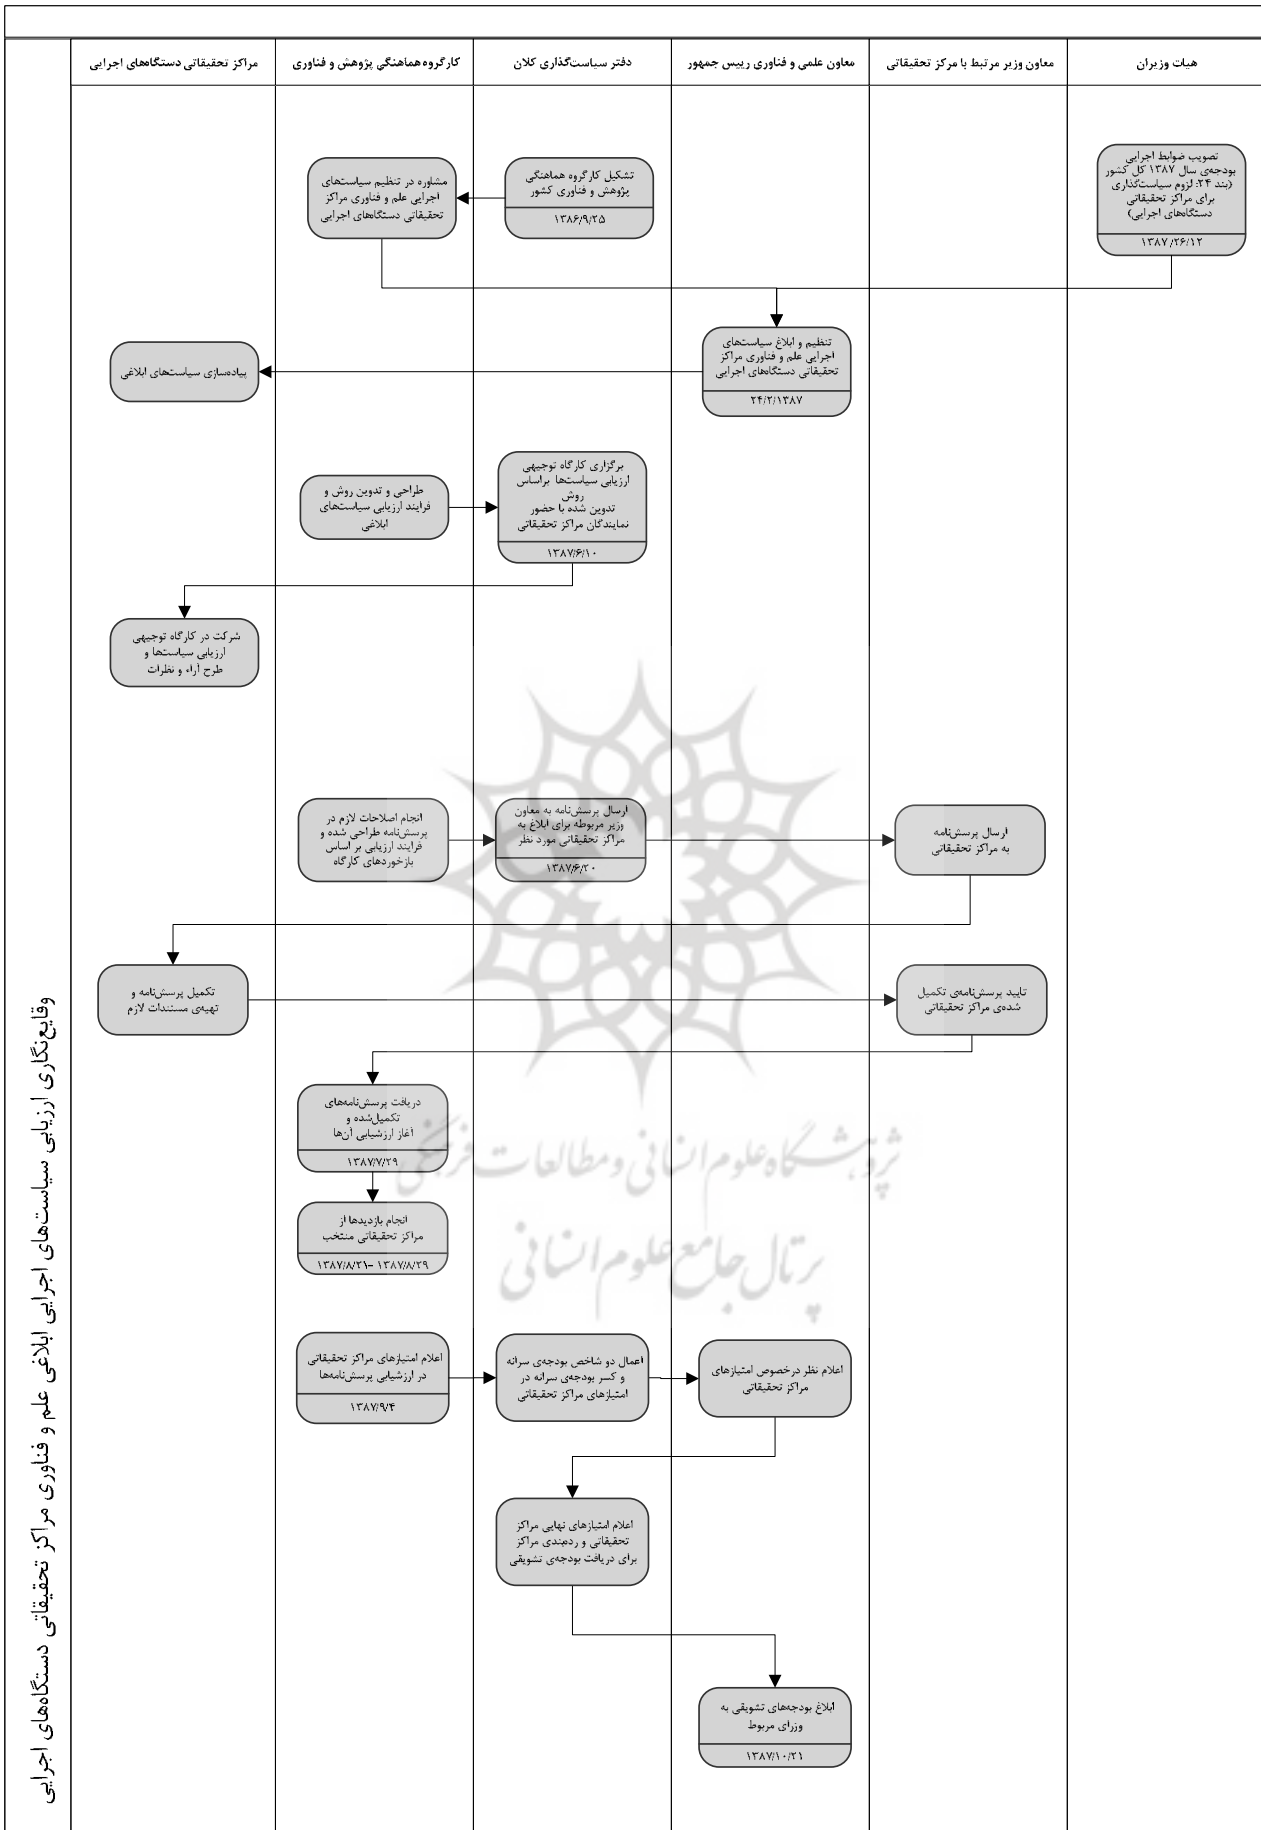 هیات وزیران
معاون وزیر مرتبط با مرکز تحقیقاتی
معاون علمی و فناوری رییس جمهور
دفتر سیاست‌گذاری کلان
کارگروه هماهنگی پژوهش و فناوری
مراکز تحقیقاتی دستگاه‌های اجرایی
تصویب ضوابط اجرایی
بودجه‌ی سال ۱۳۸۷ کل کشور
(بند ۲۴: لزوم سیاست‌گذاری
برای مراکز تحقیقاتی
دستگاه‌های اجرایی)
۱۳۸۷/۲۶/۱۲
تشکیل کارگروه هماهنگی
پژوهش و فناوری کشور
۱۳۸۶/۹/۲۵
مشاوره در تنظیم سیاست‌های
اجرایی علم و فناوری مراکز
تحقیقاتی دستگاه‌های اجرایی
تنظیم و ابلاغ سیاست‌های
اجرایی علم و فناوری مراکز
تحقیقاتی دستگاه‌های اجرایی
۲۴/۲/۱۳۸۷
پیاده‌سازی سیاست‌های ابلاغی
طراحی و تدوین روش و
فرایند ارزیابی سیاست‌های
ابلاغی
برگزاری کارگاه توجیهی
ارزیابی سیاست‌ها براساس
روش
تدوین شده با حضور
نمایندگان مراکز تحقیقاتی
۱۳۸۷/۶/۱۰
شرکت در کارگاه توجیهی
ارزیابی سیاست‌ها و
طرح آراء و نظرات
انجام اصلاحات لازم در
پرسش‌نامه طراحی شده و
فرایند ارزیابی بر اساس
بازخوردهای کارگاه
ارسال پرسش‌نامه به معاون
وزیر مربوطه برای ابلاغ به
مراکز تحقیقاتی مورد نظر
۱۳۸۷/۶/۲۰
ارسال پرسش‌نامه
به مراکز تحقیقاتی
تکمیل پرسش‌نامه و
تهیه‌ی مستندات لازم
تایید پرسش‌نامه‌ی تکمیل
شده‌ی مراکز تحقیقاتی
دریافت پرسش‌نامه‌های
تکمیل‌شده و
آغاز ارزشیابی آن‌ها
۱۳۸۷/۷/۲۹
انجام بازدیدها از
مراکز تحقیقاتی منتخب
۱۳۸۷/۸/۲۱– ۱۳۸۷/۸/۲۹
اعلام امتیازهای مراکز تحقیقاتی
در ارزشیابی پرسش‌نامه‌ها
۱۳۸۷/۹/۴
اعمال دو شاخص بودجه‌ی سرانه
و کسر بودجه‌ی سرانه در
امتیازهای مراکز تحقیقاتی
اعلام نظر درخصوص امتیازهای
مراکز تحقیقاتی
اعلام امتیازهای نهایی مراکز
تحقیقاتی و رده‌بندی مراکز
برای دریافت بودجه‌ی تشویقی
ابلاغ بودجه‌های تشویقی به
وزرای مربوط
۱۳۸۷/۱۰/۲۱
وقایع‌نگاری ارزیابی سیاست‌های اجرایی ابلاغی علم و فناوری مراکز تحقیقاتی دستگاه‌های اجرایی
پژوهشگاه علوم انسانی و مطالعات فرهنگی
پرتال جامع علوم انسانی